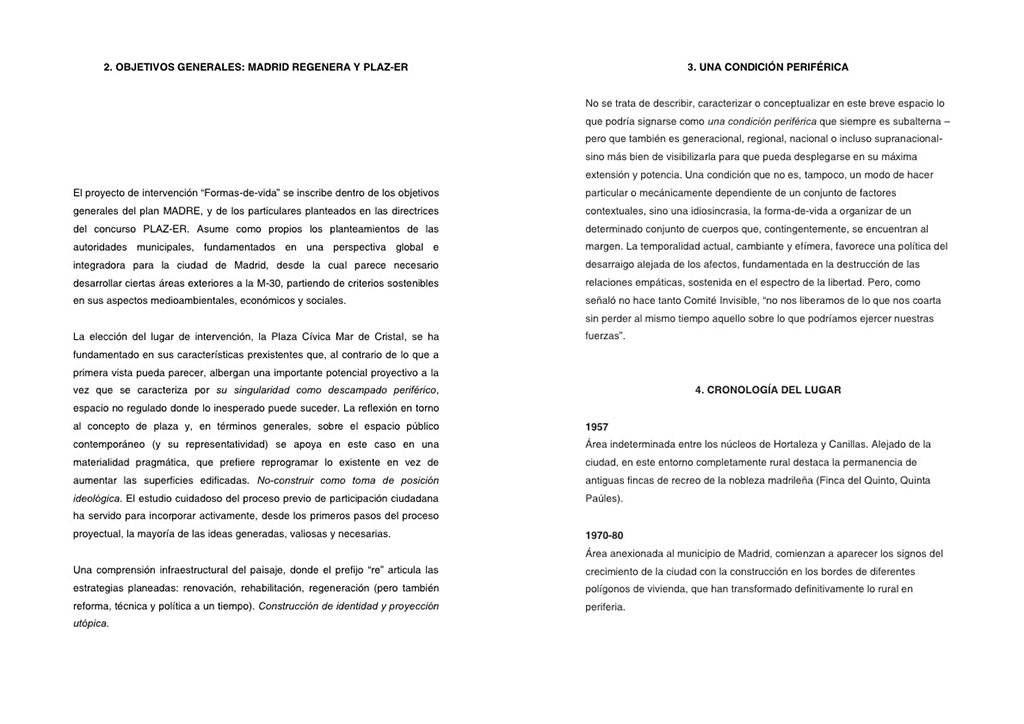 2. OBJETIVOS GENERALES: MADRID REGENERA Y PLAZ-ER
El proyecto de intervención “Formas-de-vida” se inscribe dentro de los objetivos
generales del plan MADRE, y de los particulares planteados en las directrices
del concurso PLAZ-ER. Asume como propios los planteamientos de las
autoridades municipales, fundamentados en una perspectiva global e
integradora para la ciudad de Madrid, desde la cual parece necesario
desarrollar ciertas áreas exteriores a la M-30, partiendo de criterios sostenibles
en sus aspectos medioambientales, económicos y sociales.
La elección del lugar de intervención, la Plaza Cívica Mar de Cristal, se ha
fundamentado en sus características prexistentes que, al contrario de lo que a
primera vista pueda parecer, albergan una importante potencial proyectivo a la
vez que se caracteriza por su singularidad como descampado periférico,
espacio no regulado donde lo inesperado puede suceder. La reflexión en torno
al concepto de plaza y, en términos generales, sobre el espacio público
contemporáneo (y su representatividad) se apoya en este caso en una
materialidad pragmática, que prefiere reprogramar lo existente en vez de
aumentar las superficies edificadas. No-construir como toma de posición
ideológica. El estudio cuidadoso del proceso previo de participación ciudadana
ha servido para incorporar activamente, desde los primeros pasos del proceso
proyectual, la mayoría de las ideas generadas, valiosas y necesarias.
Una comprensión infraestructural del paisaje, donde el prefijo “re” articula las
estrategias planeadas: renovación, rehabilitación, regeneración (pero también
reforma, técnica y política a un tiempo). Construcción de identidad y proyección
utópica.
3. UNA CONDICIÓN PERIFÉRICA
No se trata de describir, caracterizar o conceptualizar en este breve espacio lo
que podría signarse como una condición periférica que siempre es subalterna –
pero que también es generacional, regional, nacional o incluso supranacional-
sino más bien de visibilizarla para que pueda desplegarse en su máxima
extensión y potencia. Una condición que no es, tampoco, un modo de hacer
particular o mecánicamente dependiente de un conjunto de factores
contextuales, sino una idiosincrasia, la forma-de-vida a organizar de un
determinado conjunto de cuerpos que, contingentemente, se encuentran al
margen. La temporalidad actual, cambiante y efímera, favorece una política del
desarraigo alejada de los afectos, fundamentada en la destrucción de las
relaciones empáticas, sostenida en el espectro de la libertad. Pero, como
señaló no hace tanto Comité Invisible, “no nos liberamos de lo que nos coarta
sin perder al mismo tiempo aquello sobre lo que podríamos ejercer nuestras
fuerzas”.
4. CRONOLOGÍA DEL LUGAR
1957
Área indeterminada entre los núcleos de Hortaleza y Canillas. Alejado de la
ciudad, en este entorno completamente rural destaca la permanencia de
antiguas fincas de recreo de la nobleza madrileña (Finca del Quinto, Quinta
Paúles).
1970-80
Área anexionada al municipio de Madrid, comienzan a aparecer los signos del
crecimiento de la ciudad con la construcción en los bordes de diferentes
polígonos de vivienda, que han transformado definitivamente lo rural en
periferia.